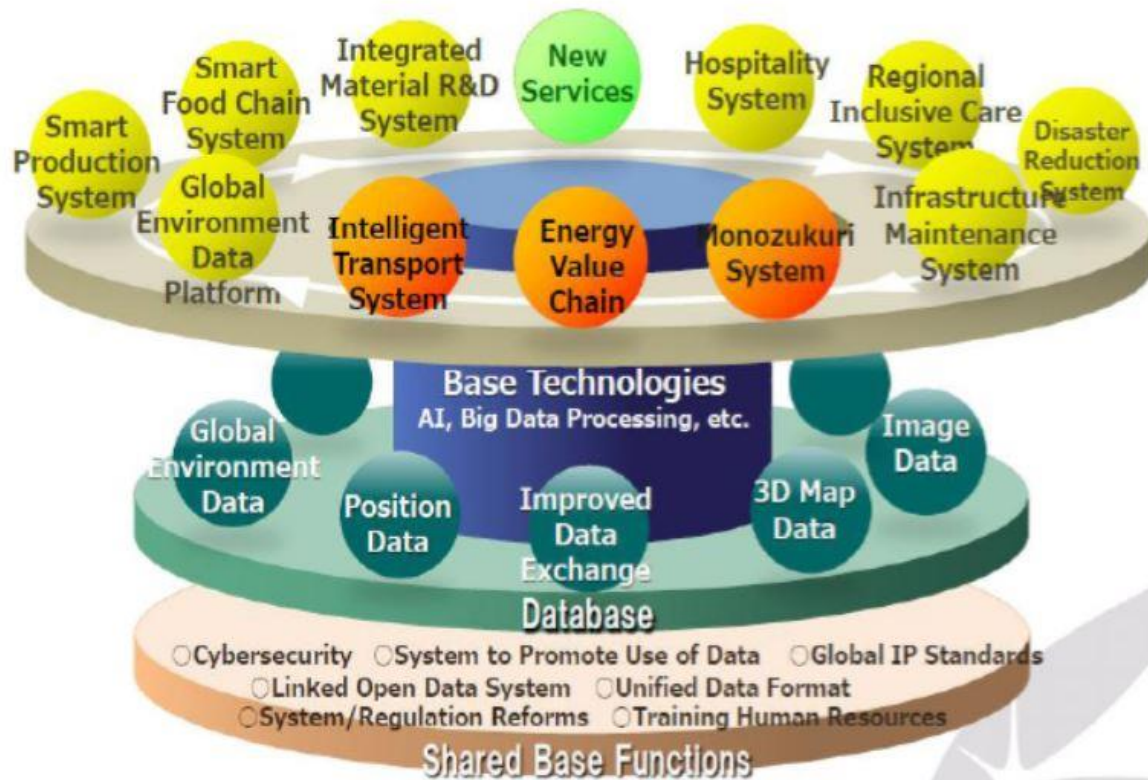 New
Services
Integrated
Material R&D
System
Hospitality
System
Smart
Food Chain
System
Regional
Inclusive Care
System
Smart
Production
System
Disaster
Reduction
System
Global
Environment
Data
Platform
Intelligent
Transport
System
Energy
Value
Chain
Monozukuri
System
Infrastructure
Maintenance
System
Base Technologies
AI, Big Data Processing, etc.
Global
Environment
Data
Position
Data
Improved
Data
Exchange
3D Map
Data
Image
Data
Database
○Cybersecurity ○System to Promote Use of Data ○Global IP Standards
○Linked Open Data System ○Unified Data Format
○System/Regulation Reforms ○Training Human Resources
Shared Base Functions